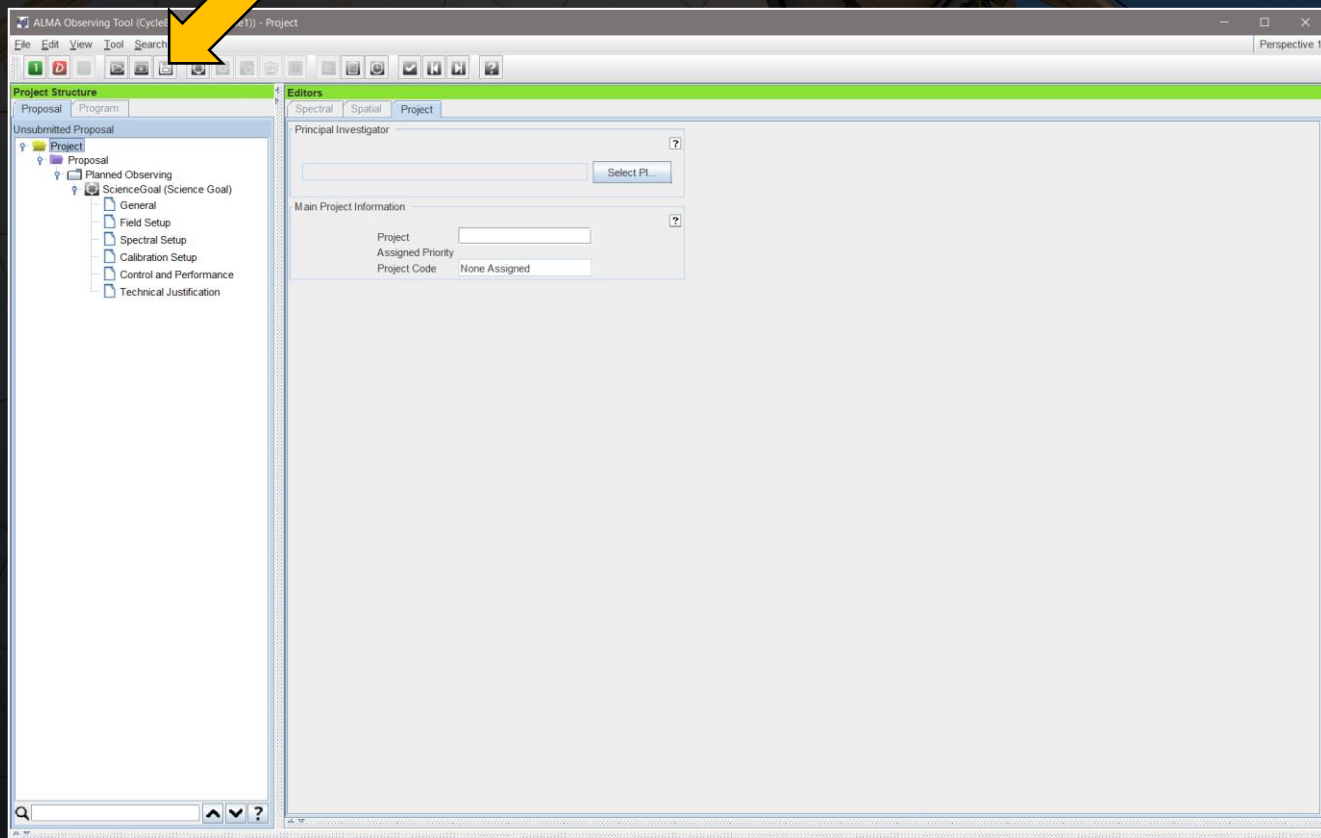 ALMA Observing Tool (Cycle e1)) - Project
File Edit View Tool Search
Perspective 1
1 D ?
Project Structure
Proposal Program
Unsubmitted Proposal
Project
Proposal
Planned Observing
ScienceGoal (Science Goal)
General
Field Setup
Spectral Setup
Calibration Setup
Control and Performance
Technical Justification
?
Editors
Spectral Spatial Project
Principal Investigator
?
Select PI...
Main Project Information
?
Project
Assigned Priority
Project Code None Assigned